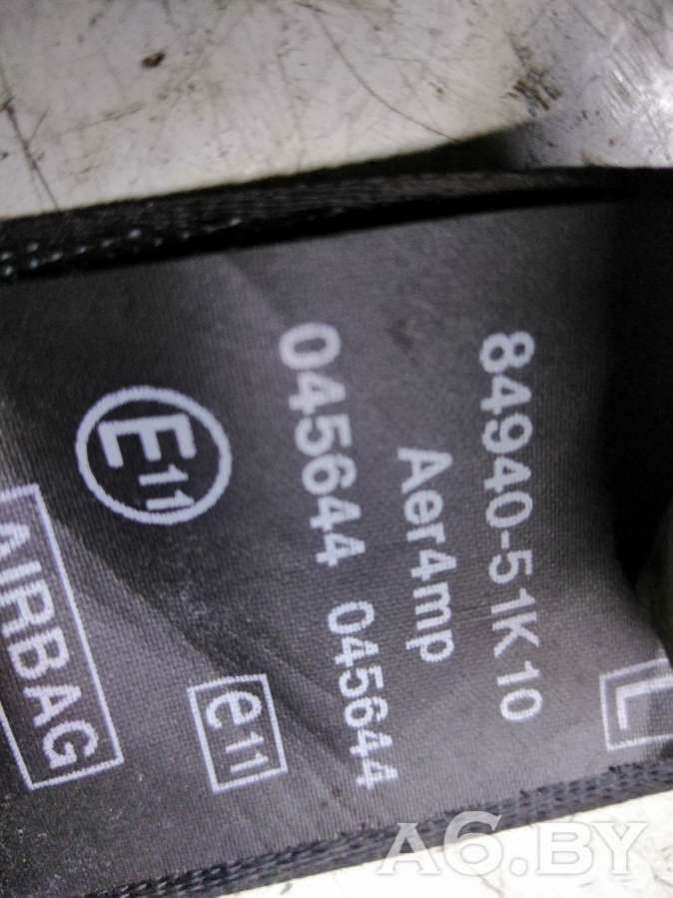 L
84940-51K10
Aer4mp
045644 045644
E11 e11
AIRBAG
A6.BY